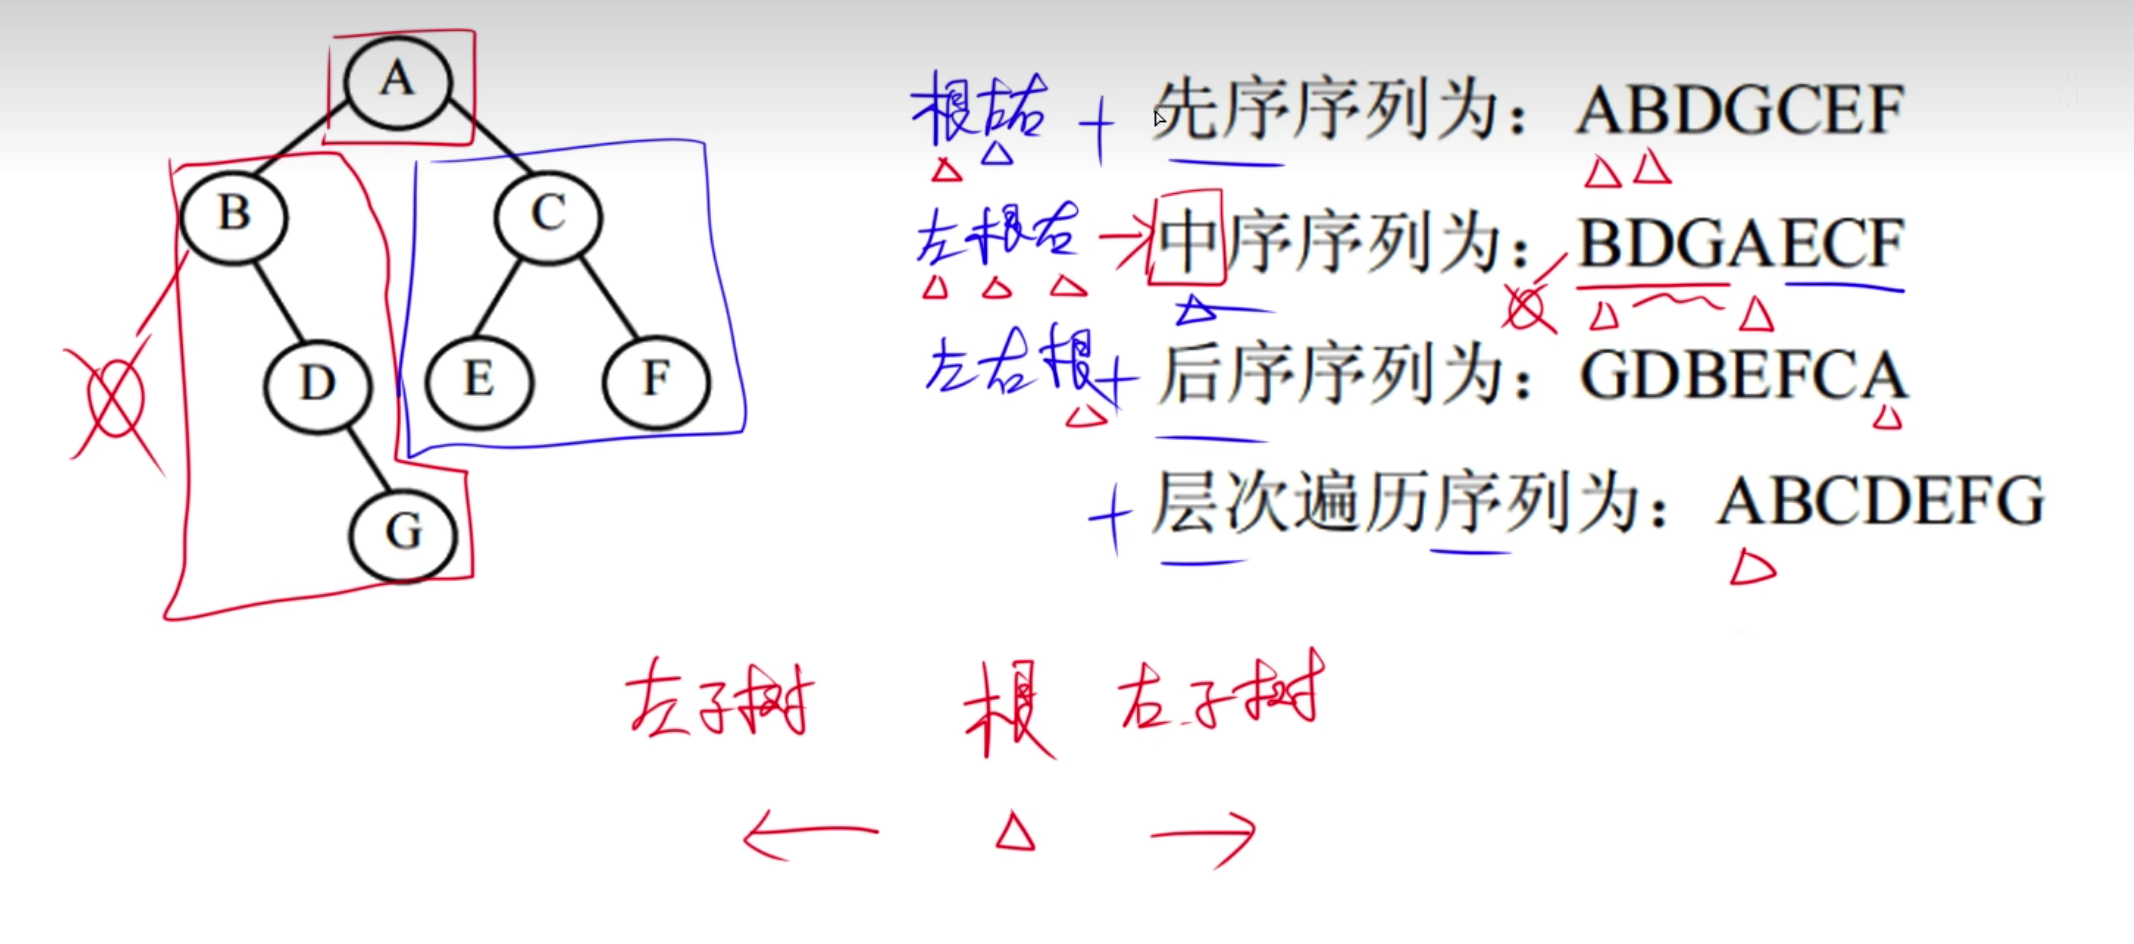 A
B
C
D
E
F
G
根左右 + 先序序列为：ABDGCEF
左根右 → 中序序列为：BDGAECF
左右根 + 后序序列为：GDBEFCA
+ 层次遍历序列为：ABCDEFG
左子树 根 右子树